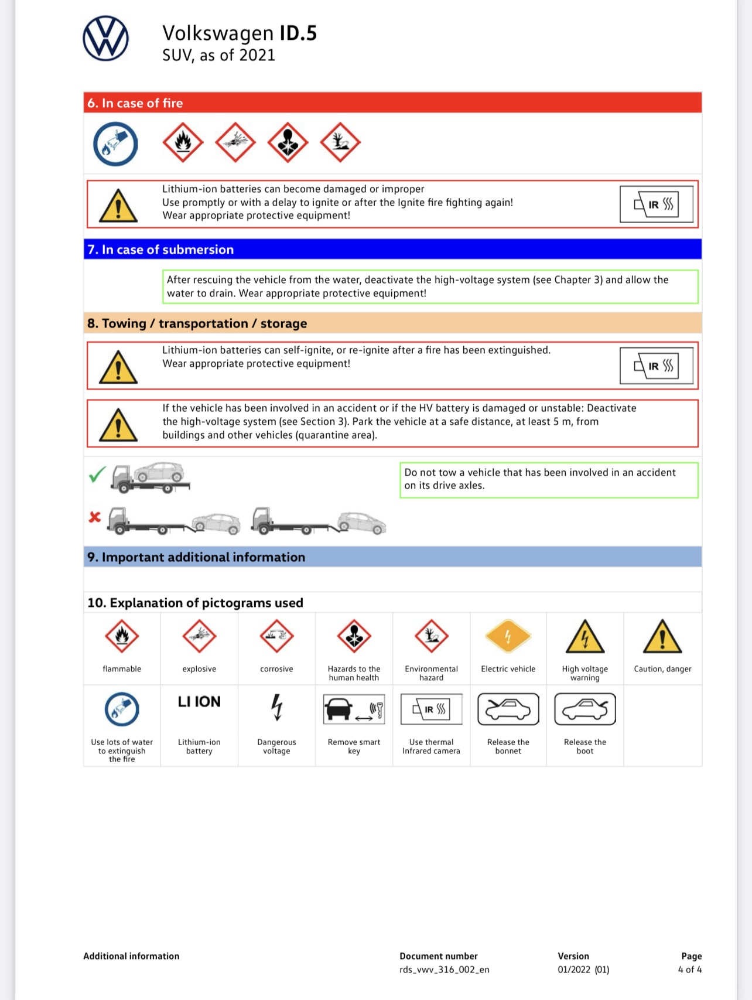 Volkswagen ID.5
SUV, as of 2021
6. In case of fire
Lithium-ion batteries can become damaged or improper
Use promptly or with a delay to ignite or after the Ignite fire fighting again!
Wear appropriate protective equipment!
IR
7. In case of submersion
After rescuing the vehicle from the water, deactivate the high-voltage system (see Chapter 3) and allow the
water to drain. Wear appropriate protective equipment!
8. Towing / transportation / storage
Lithium-ion batteries can self-ignite, or re-ignite after a fire has been extinguished.
Wear appropriate protective equipment!
IR
If the vehicle has been involved in an accident or if the HV battery is damaged or unstable: Deactivate
the high-voltage system (see Section 3). Park the vehicle at a safe distance, at least 5 m, from
buildings and other vehicles (quarantine area).
Do not tow a vehicle that has been involved in an accident
on its drive axles.
9. Important additional information
10. Explanation of pictograms used
flammable
explosive
corrosive
Hazards to the
human health
Environmental
hazard
Electric vehicle
High voltage
warning
Caution, danger
LI ION
IR
Use lots of water
to extinguish
the fire
Lithium-ion
battery
Dangerous
voltage
Remove smart
key
Use thermal
Infrared camera
Release the
bonnet
Release the
boot
Additional information
Document number
rds_vwv_316_002_en
Version
01/2022 (01)
Page
4 of 4